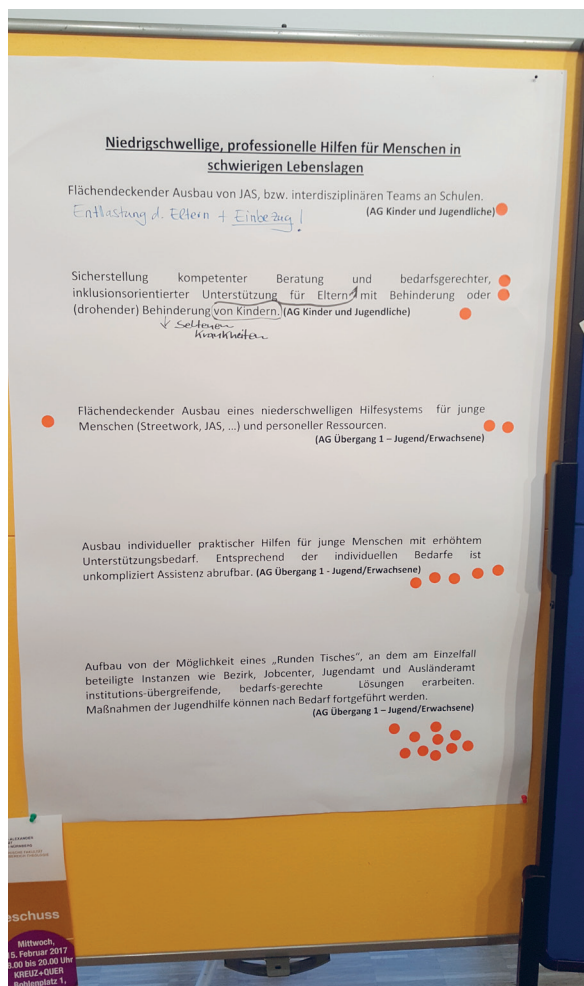 Niedrigschwellige, professionelle Hilfen für Menschen in
schwierigen Lebenslagen
Flächendeckender Ausbau von JAS, bzw. interdisziplinären Teams an Schulen.
(AG Kinder und Jugendliche)
Entlastung d. Eltern + Einbezug!
Sicherstellung kompetenter Beratung und bedarfsgerechter,
inklusionsorientierter Unterstützung für Eltern mit Behinderung oder
(drohender) Behinderung von Kindern. (AG Kinder und Jugendliche)
seltenen
Krankheiten
Flächendeckender Ausbau eines niederschwelligen Hilfesystems für junge
Menschen (Streetwork, JAS, ...) und personeller Ressourcen.
(AG Übergang 1 – Jugend/Erwachsene)
Ausbau individueller praktischer Hilfen für junge Menschen mit erhöhtem
Unterstützungsbedarf. Entsprechend der individuellen Bedarfe ist
unkompliziert Assistenz abrufbar. (AG Übergang 1 - Jugend/Erwachsene)
Aufbau von der Möglichkeit eines „Runden Tisches“, an dem am Einzelfall
beteiligte Instanzen wie Bezirk, Jobcenter, Jugendamt und Ausländeramt
institutions-übergreifende, bedarfs-gerechte Lösungen erarbeiten.
Maßnahmen der Jugendhilfe können nach Bedarf fortgeführt werden.
(AG Übergang 1 – Jugend/Erwachsene)
eschuss
Mittwoch,
5. Februar 2017
8.00 bis 20.00 Uhr
KREUZ+QUER
Bohlenplatz 1,